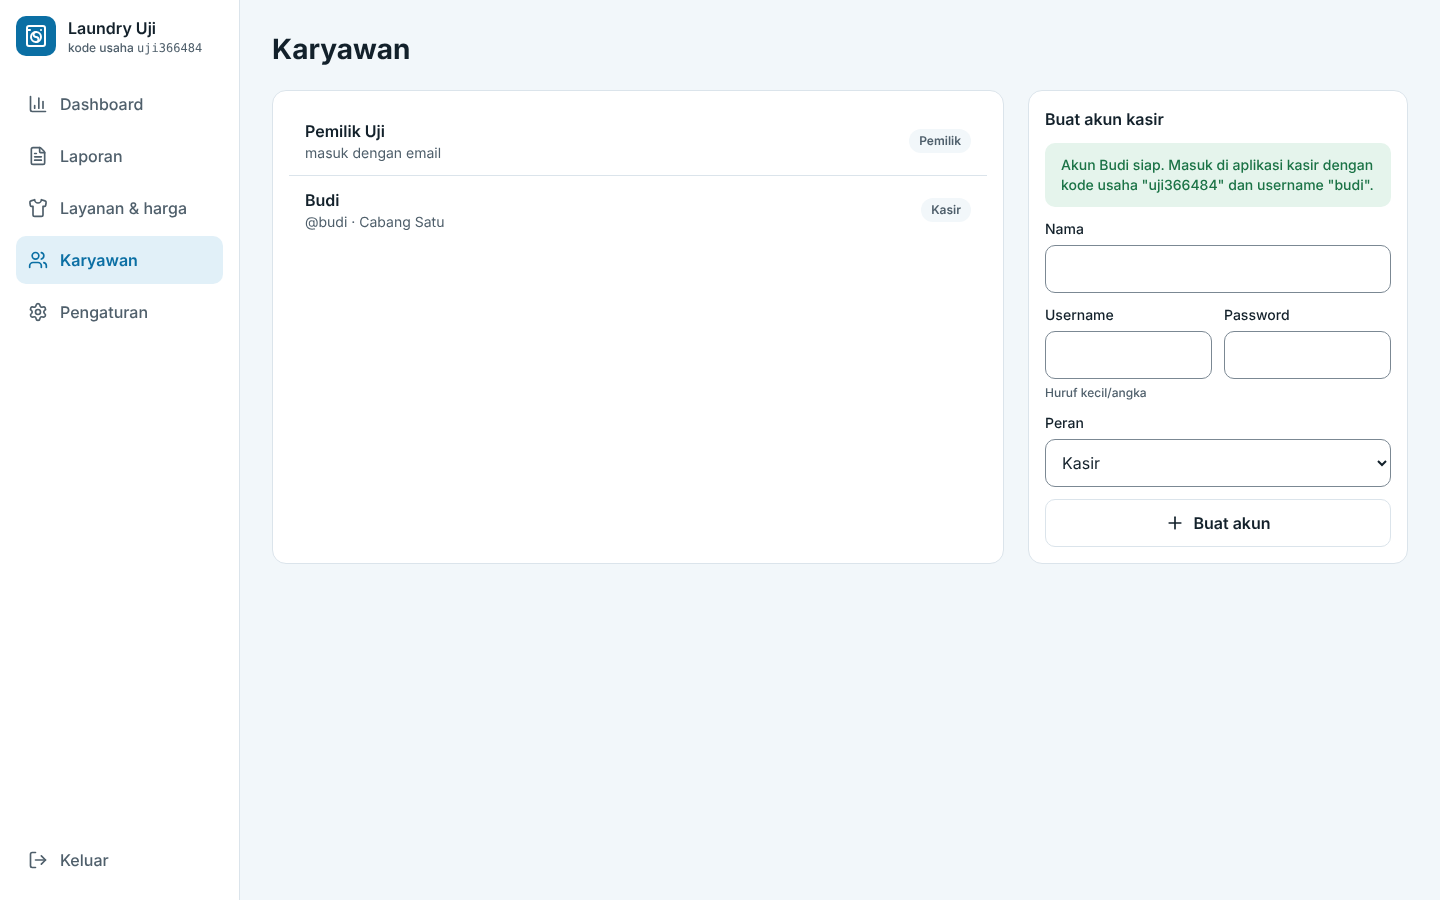 Laundry Uji
kode usaha uji366484
Dashboard
Laporan
Layanan & harga
Karyawan
Pengaturan
Keluar
Karyawan
Pemilik Uji
masuk dengan email
Pemilik
Budi
@budi · Cabang Satu
Kasir
Buat akun kasir
Akun Budi siap. Masuk di aplikasi kasir dengan
kode usaha "uji366484" dan username "budi".
Nama
Username
Password
Huruf kecil/angka
Peran
Kasir
Buat akun